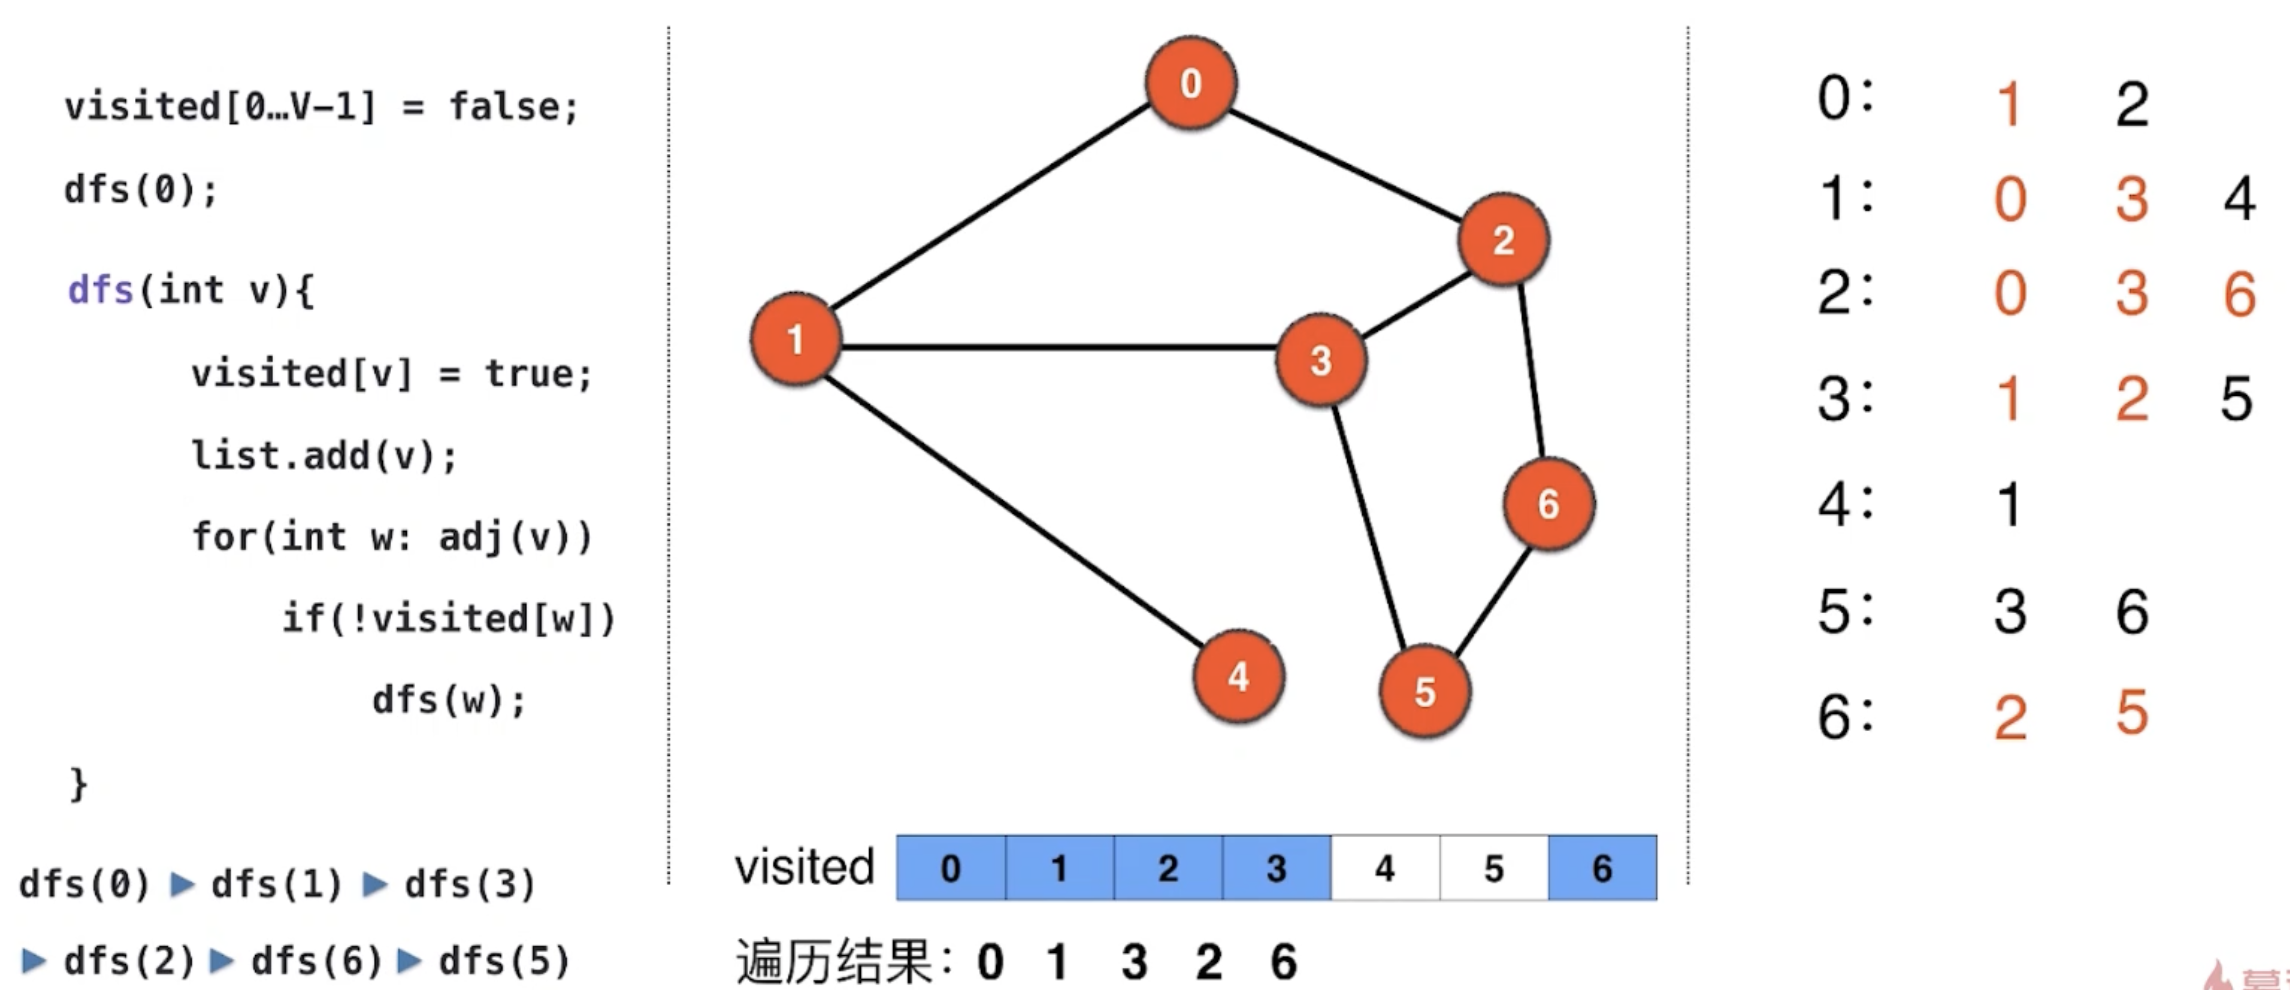 visited[0…V−1] = false;
dfs(0);
dfs(int v){
visited[v] = true;
list.add(v);
for(int w: adj(v))
if(!visited[w])
dfs(w);
}
dfs(0) ▶ dfs(1) ▶ dfs(3)
▶ dfs(2) ▶ dfs(6) ▶ dfs(5)
0
2
1
3
6
4
5
visited 0 1 2 3 4 5 6
遍历结果：0 1 3 2 6
0: 1 2
1: 0 3 4
2: 0 3 6
3: 1 2 5
4: 1
5: 3 6
6: 2 5